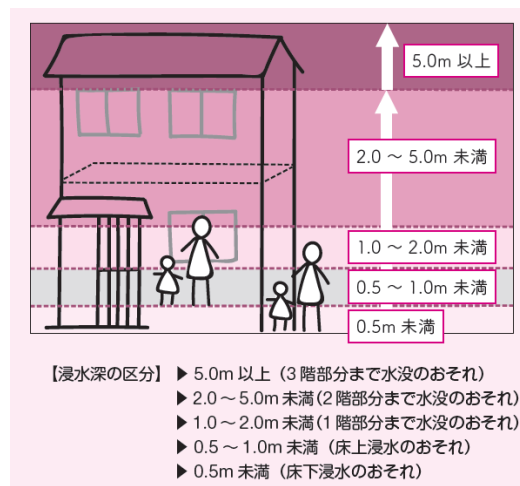 5.0m 以上
2.0 ～ 5.0m 未満
1.0 ～ 2.0m 未満
0.5 ～ 1.0m 未満
0.5m 未満
【浸水深の区分】 ▶ 5.0m 以上（3 階部分まで水没のおそれ）
▶ 2.0 ～ 5.0m 未満（2 階部分まで水没のおそれ）
▶ 1.0 ～ 2.0m 未満（1 階部分まで水没のおそれ）
▶ 0.5 ～ 1.0m 未満（床上浸水のおそれ）
▶ 0.5m 未満（床下浸水のおそれ）